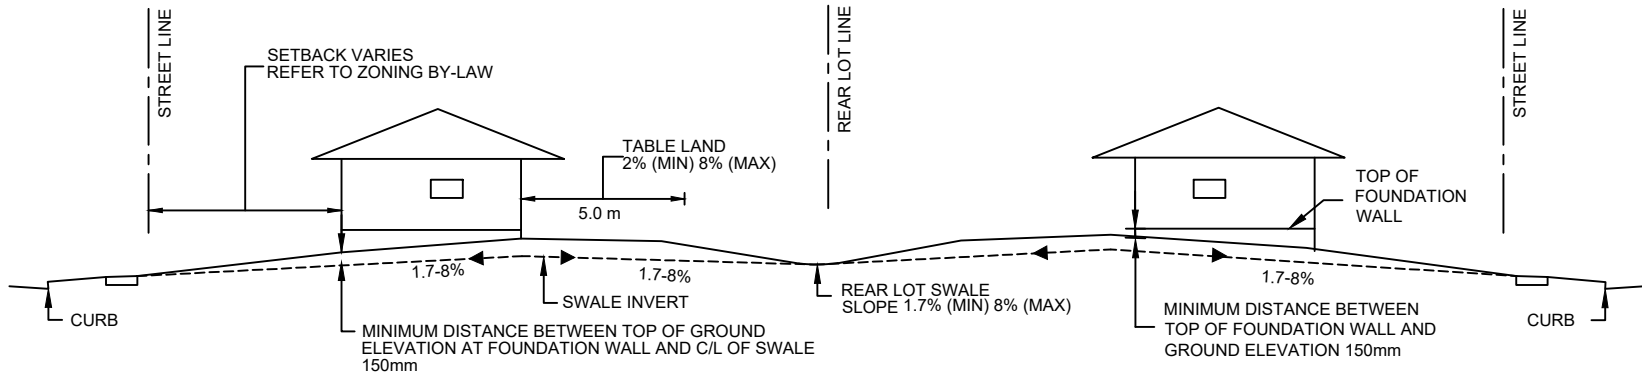 STREET LINE
SETBACK VARIES
REFER TO ZONING BY-LAW
REAR LOT LINE
STREET LINE
TABLE LAND
2% (MIN) 8% (MAX)
5.0 m
TOP OF
FOUNDATION
WALL
1.7-8%
1.7-8%
1.7-8%
SWALE INVERT
REAR LOT SWALE
SLOPE 1.7% (MIN) 8% (MAX)
CURB
MINIMUM DISTANCE BETWEEN TOP OF GROUND
ELEVATION AT FOUNDATION WALL AND C/L OF SWALE
150mm
MINIMUM DISTANCE BETWEEN
TOP OF FOUNDATION WALL AND
GROUND ELEVATION 150mm
CURB